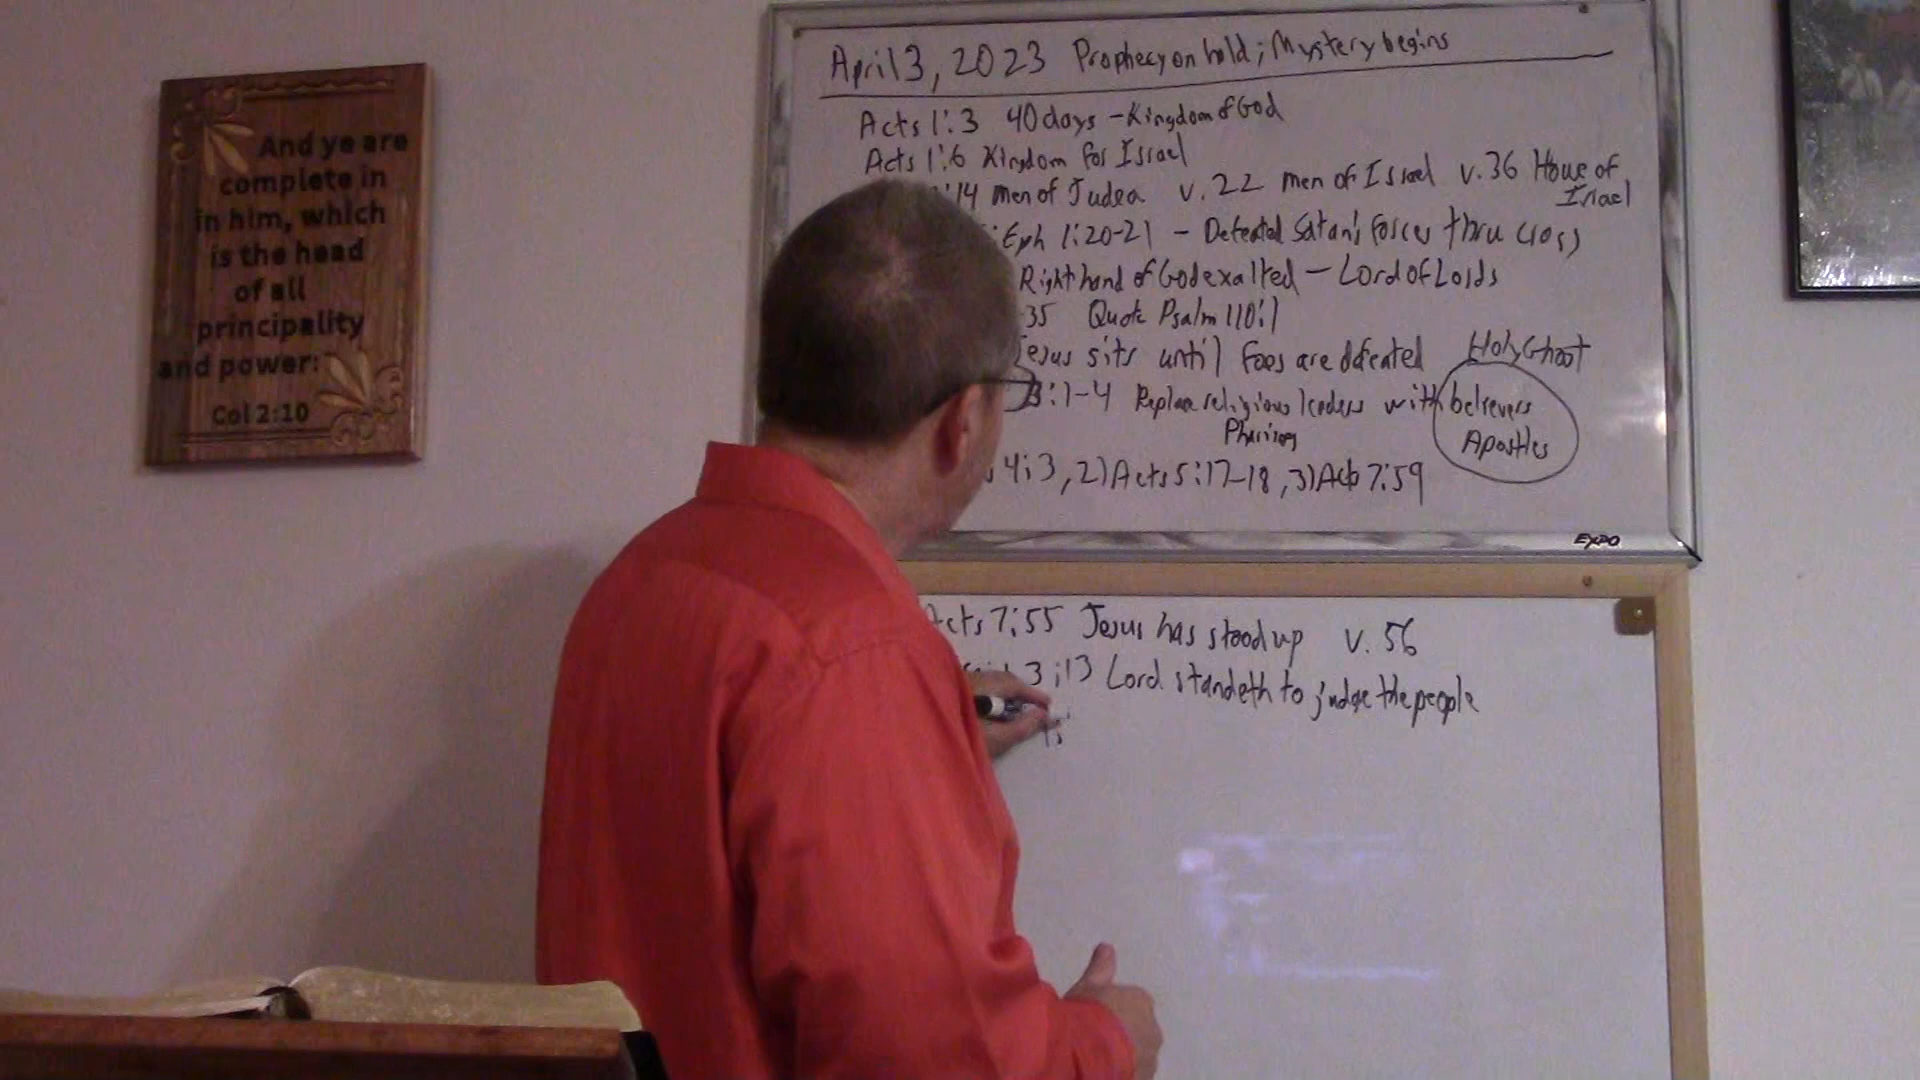 And ye are
complete in
in him, which
is the head
of all
principality
and power:
Col 2:10
April 3, 2023 Prophecy on hold; Mystery begins
Acts 1:3 40 days - Kingdom of God
Acts 1:6 Kingdom for Israel
:14 men of Judea v. 22 men of Israel v. 36 House of
Israel
; Eph 1:20-21 - Defeated Satan's forces thru cross
Right hand of God exalted - Lord of Lords
-35 Quote Psalm 110:1
Jesus sits until foes are defeated Holy Ghost
:1-4 Replace religious leaders with believers
Pharisees Apostles
4:3, 2) Acts 5:17-18, 3) Acts 7:59
EXPO
Acts 7:55 Jesus has stood up v. 56
3:13 Lord standeth to judge the people